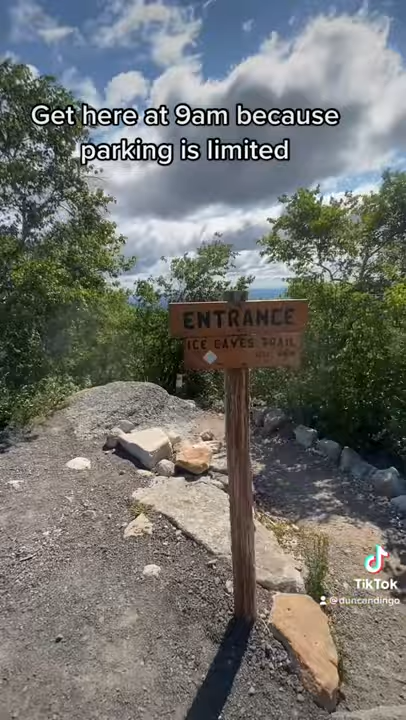 Get here at 9am because
parking is limited
ENTRANCE
ICE CAVES TRAIL
TikTok
@duncandingo